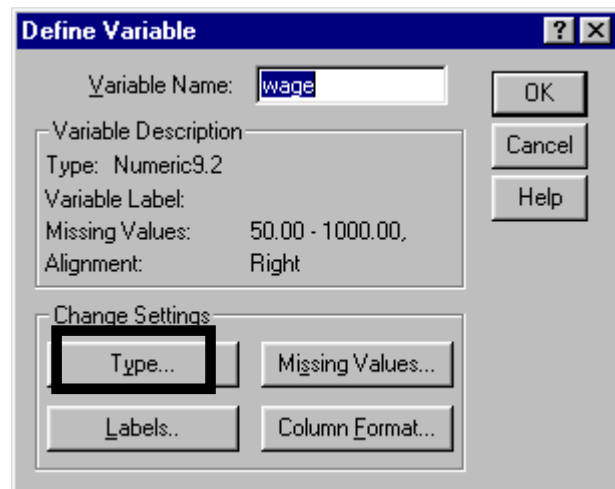 Define Variable
Variable Name: wage
OK
Variable Description
Cancel
Type: Numeric9.2
Variable Label:
Help
Missing Values: 50.00 - 1000.00,
Alignment: Right
Change Settings
Type... Missing Values...
Labels.. Column Format...